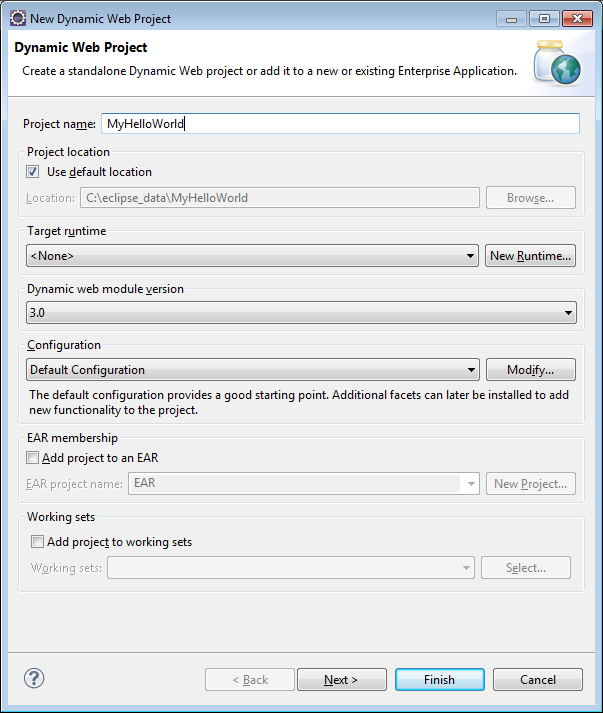 New Dynamic Web Project
Dynamic Web Project
Create a standalone Dynamic Web project or add it to a new or existing Enterprise Application.
Project name: MyHelloWorld
Project location
Use default location
Location: C:\eclipse_data\MyHelloWorld Browse...
Target runtime
<None> New Runtime...
Dynamic web module version
3.0
Configuration
Default Configuration Modify...
The default configuration provides a good starting point. Additional facets can later be installed to add
new functionality to the project.
EAR membership
Add project to an EAR
EAR project name: EAR New Project...
Working sets
Add project to working sets
Working sets: Select...
? < Back Next > Finish Cancel